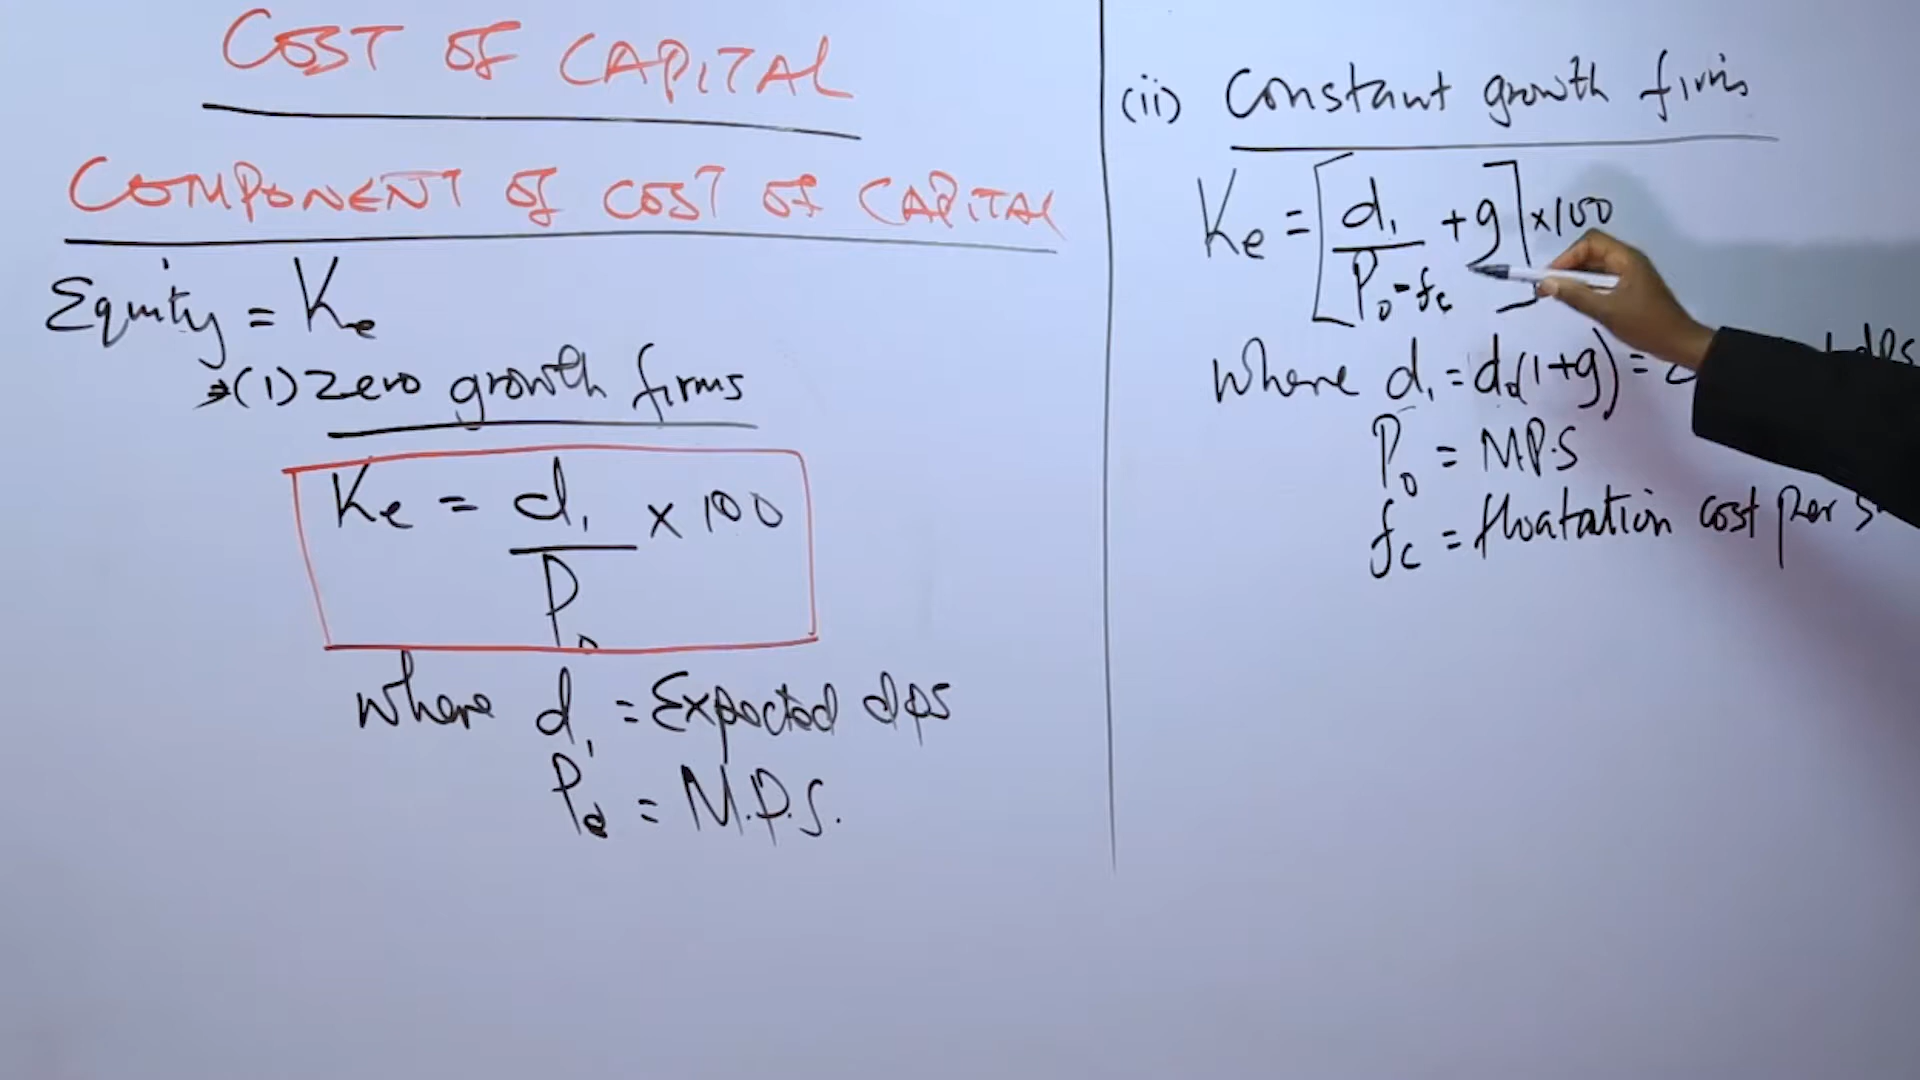 COST OF CAPITAL
COMPONENT OF COST OF CAPITAL
Equity = Ke
(1) Zero growth firms
Ke = d₁/P₀ × 100
where d₁ = Expected dps
P₀ = M.P.S.
(ii) Constant growth firms
Ke = [d₁/(P₀ - fc) + g] × 100
where d₁ = d₀(1+g) = dps
P₀ = M.P.S
fc = floatation cost per